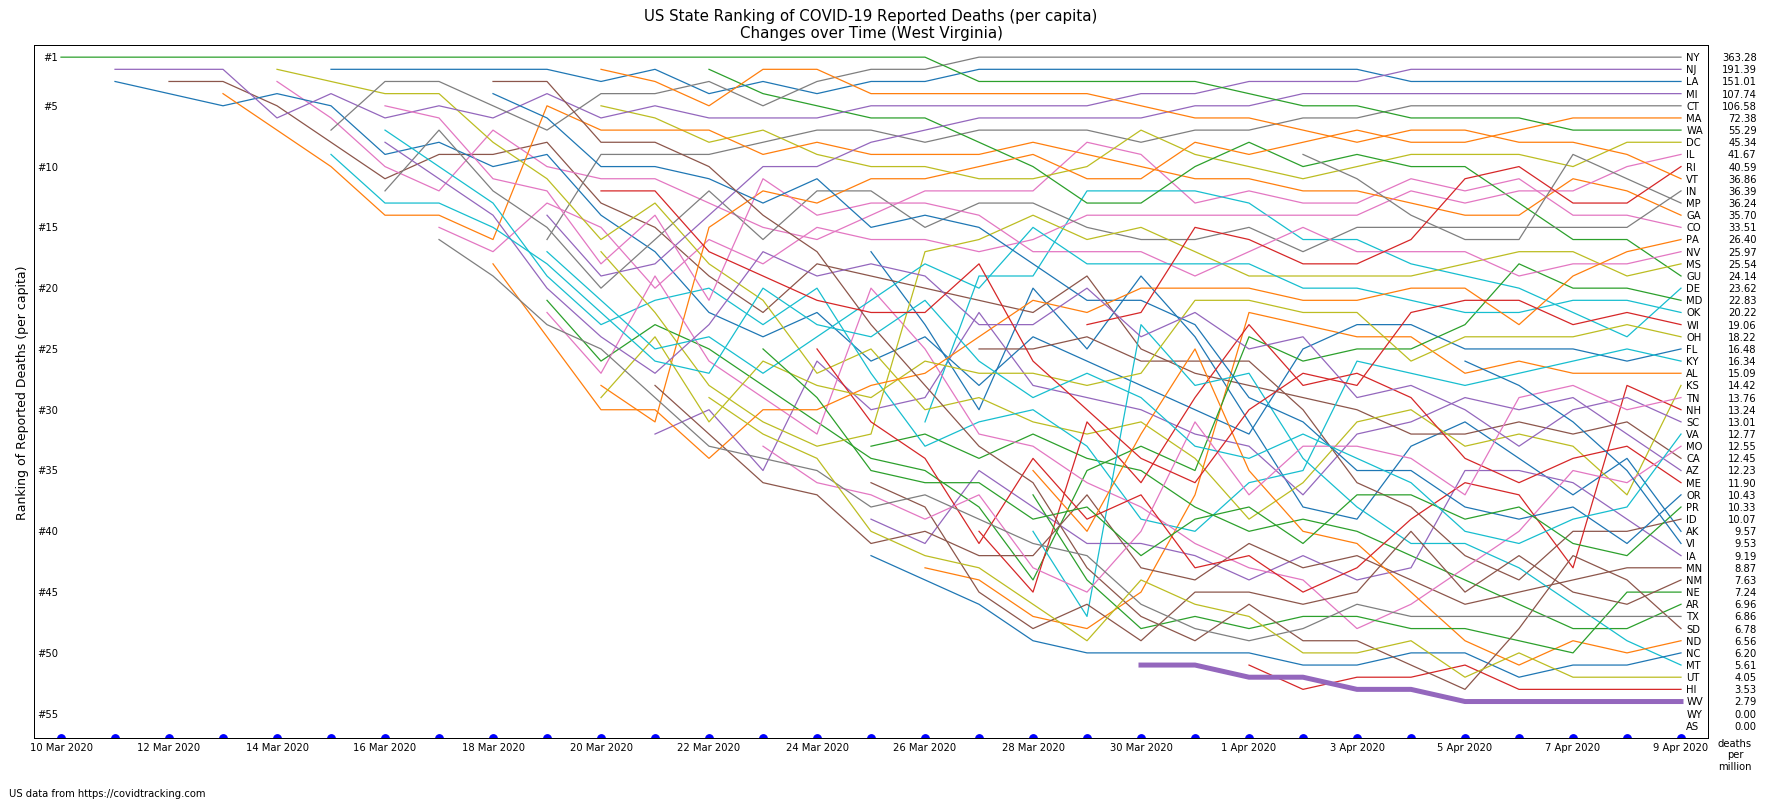 US State Ranking of COVID-19 Reported Deaths (per capita)
Changes over Time (West Virginia)
Ranking of Reported Deaths (per capita)
#1
#5
#10
#15
#20
#25
#30
#35
#40
#45
#50
#55
NY 363.28
NJ 191.39
LA 151.01
MI 107.74
CT 106.58
MA 72.38
WA 55.29
DC 45.34
IL 41.67
RI 40.59
VT 36.86
IN 36.39
MP 36.24
GA 35.70
CO 33.51
PA 26.40
NV 25.97
MS 25.54
GU 24.14
DE 23.62
MD 22.83
OK 20.22
WI 19.06
OH 18.22
FL 16.48
KY 16.34
AL 15.09
KS 14.42
TN 13.76
NH 13.24
SC 13.01
VA 12.77
MO 12.55
CA 12.45
AZ 12.23
ME 11.90
OR 10.43
PR 10.33
ID 10.07
AK 9.57
VI 9.53
IA 9.19
MN 8.87
NM 7.63
NE 7.24
AR 6.96
TX 6.86
SD 6.78
ND 6.56
NC 6.20
MT 5.61
UT 4.05
HI 3.53
WV 2.79
WY 0.00
AS 0.00
10 Mar 2020 12 Mar 2020 14 Mar 2020 16 Mar 2020 18 Mar 2020 20 Mar 2020 22 Mar 2020 24 Mar 2020 26 Mar 2020 28 Mar 2020 30 Mar 2020 1 Apr 2020 3 Apr 2020 5 Apr 2020 7 Apr 2020 9 Apr 2020
deaths
per
million
US data from https://covidtracking.com